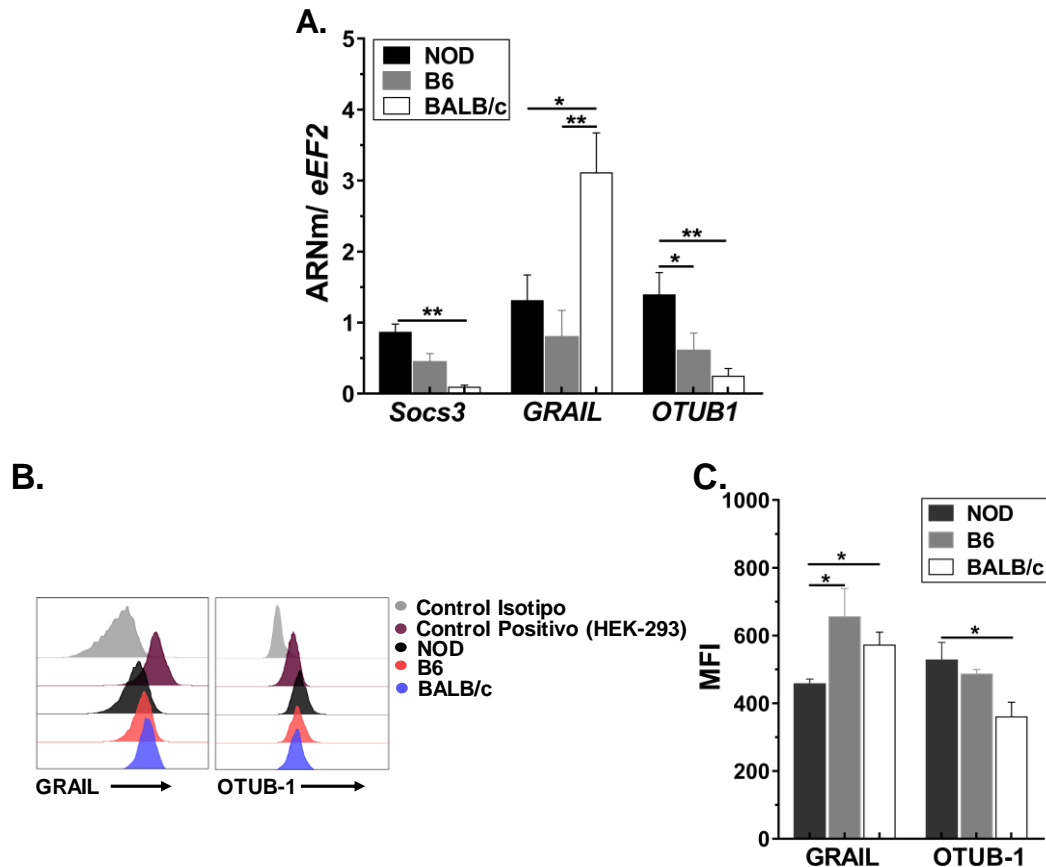 A.
5
4
3
2
1
0
ARNm/ eEF2
NOD
B6
BALB/c
*
**
**
**
*
Socs3 GRAIL OTUB1
B.
Control Isotipo
Control Positivo (HEK-293)
NOD
B6
BALB/c
GRAIL OTUB-1
C.
1000
800
600
400
200
0
MFI
NOD
B6
BALB/c
*
*
*
GRAIL OTUB-1